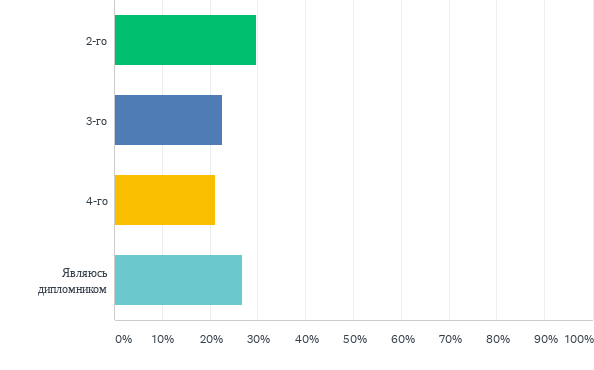 2-го
3-го
4-го
Являюсь
дипломником
0% 10% 20% 30% 40% 50% 60% 70% 80% 90% 100%